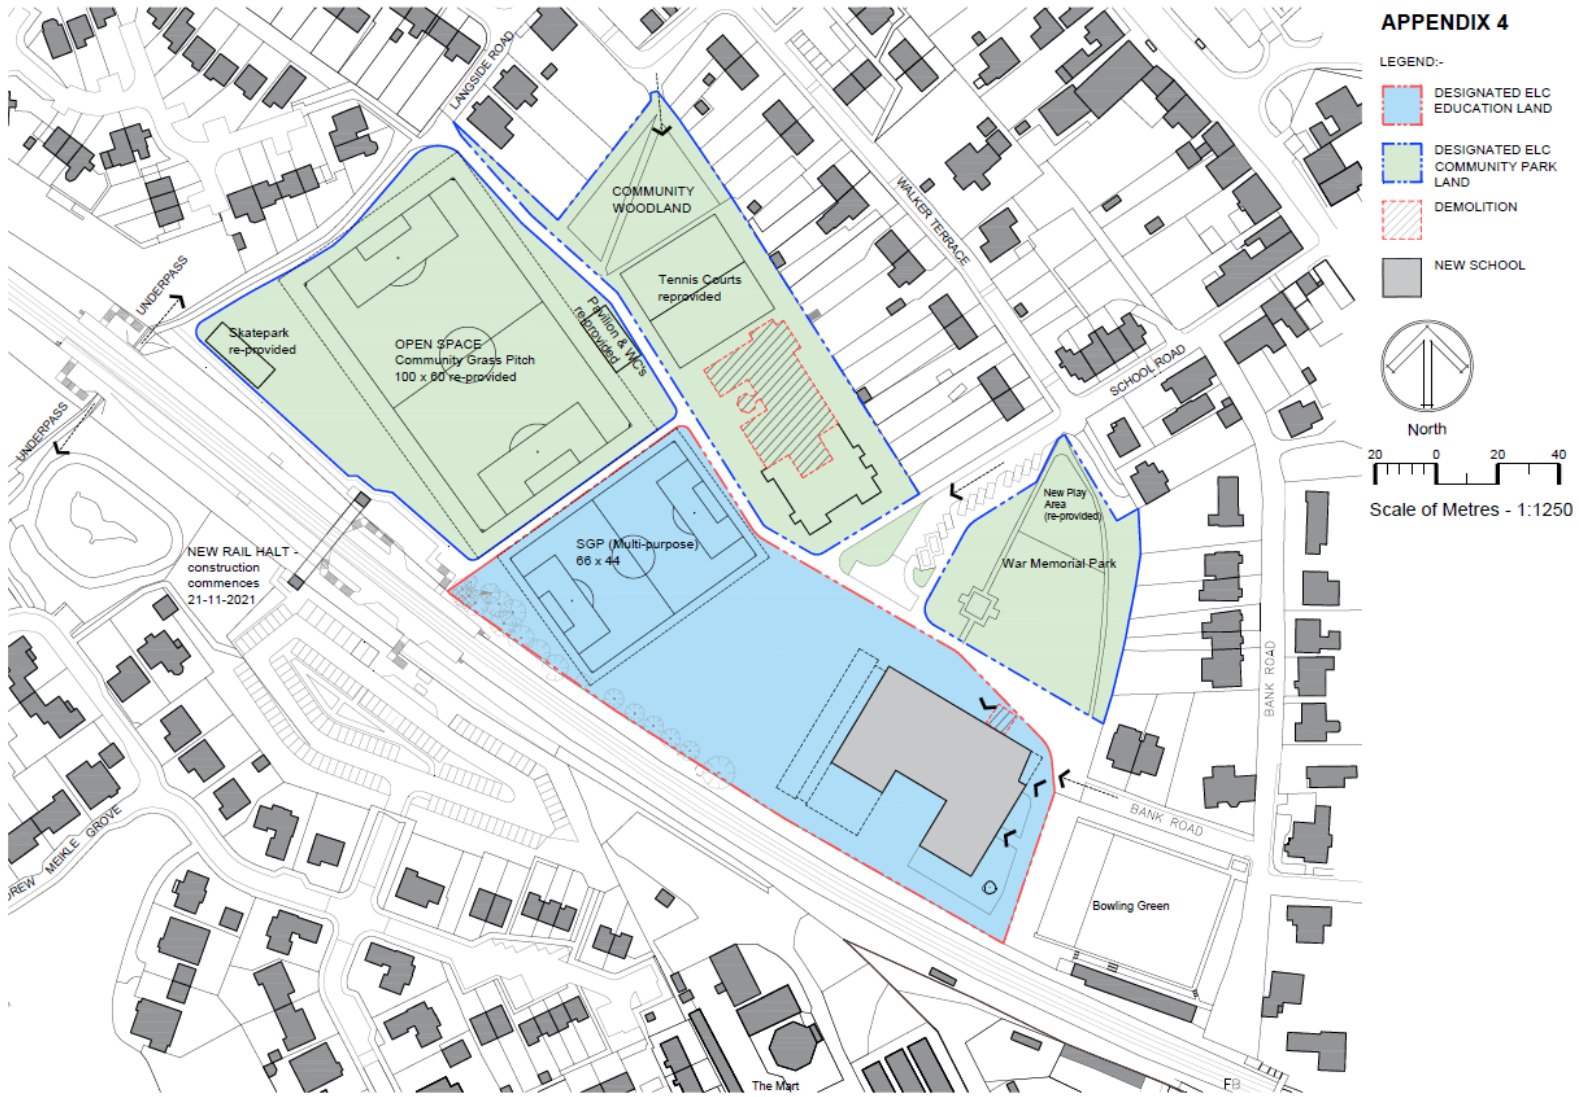 APPENDIX 4
LEGEND:-
DESIGNATED ELC
EDUCATION LAND
DESIGNATED ELC
COMMUNITY PARK
LAND
DEMOLITION
NEW SCHOOL
North
20 0 20 40
Scale of Metres - 1:1250
LANGSIDE ROAD
COMMUNITY
WOODLAND
WALKER TERRACE
UNDERPASS
Tennis Courts
reprovided
Skatepark
re-provided
OPEN SPACE
Community Grass Pitch
100 x 60 re-provided
Pavilion & WC's
re-provided
SCHOOL ROAD
UNDERPASS
New Play
Area
(re-provided)
SGP (Multi-purpose)
66 x 44
NEW RAIL HALT -
construction
commences
21-11-2021
War Memorial Park
BANK ROAD
BANK ROAD
DREW MEIKLE GROVE
Bowling Green
The Mart
FB